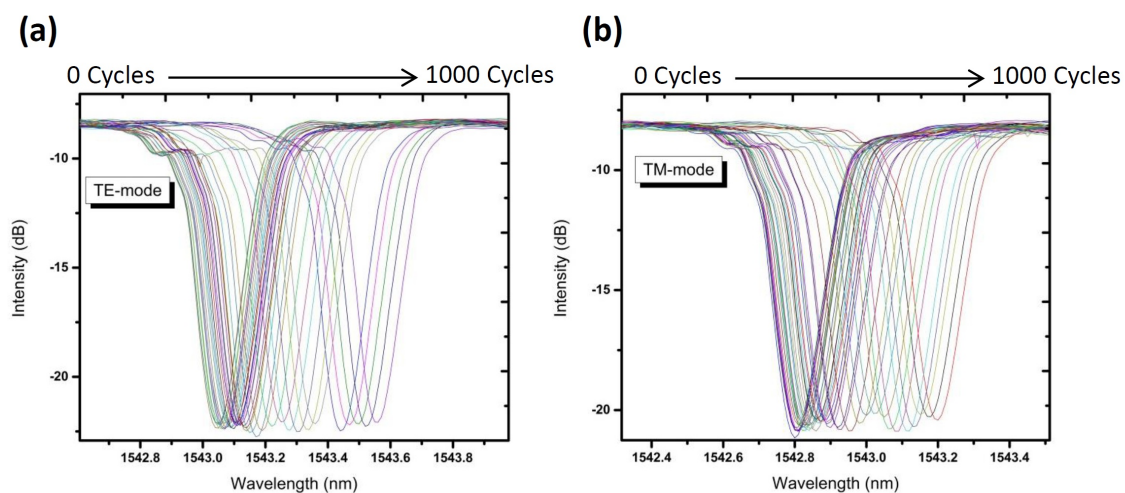 (a)
0 Cycles 1000 Cycles
-10
-15
-20
Intensity (dB)
TE-mode
1542.8 1543.0 1543.2 1543.4 1543.6 1543.8
Wavelength (nm)
(b)
0 Cycles 1000 Cycles
-10
-15
-20
Intensity (dB)
TM-mode
1542.4 1542.6 1542.8 1543.0 1543.2 1543.4
Wavelength (nm)